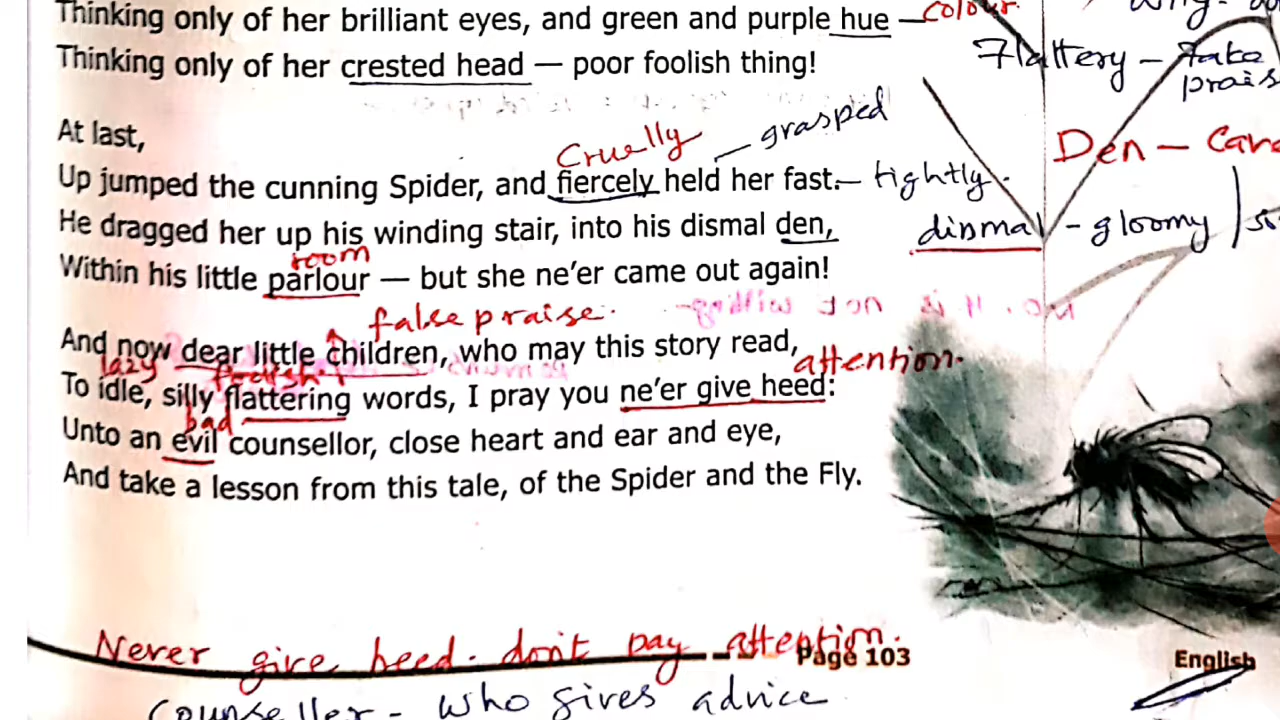 Thinking only of her brilliant eyes, and green and purple hue — colour.
Thinking only of her crested head — poor foolish thing!
Flattery - fake
prais
At last,
Cruelly
grasped
Den — Cav
Up jumped the cunning Spider, and fiercely held her fast. — tightly.
He dragged her up his winding stair, into his dismal den,
dismal - gloomy
room
Within his little parlour — but she ne'er came out again!
false praise.
And now dear little children, who may this story read,
lazy foolish attention.
To idle, silly flattering words, I pray you ne'er give heed:
bad
Unto an evil counsellor, close heart and ear and eye,
And take a lesson from this tale, of the Spider and the Fly.
Never give heed. don't pay attention.
Page 103
English
Counseller - who gives advice